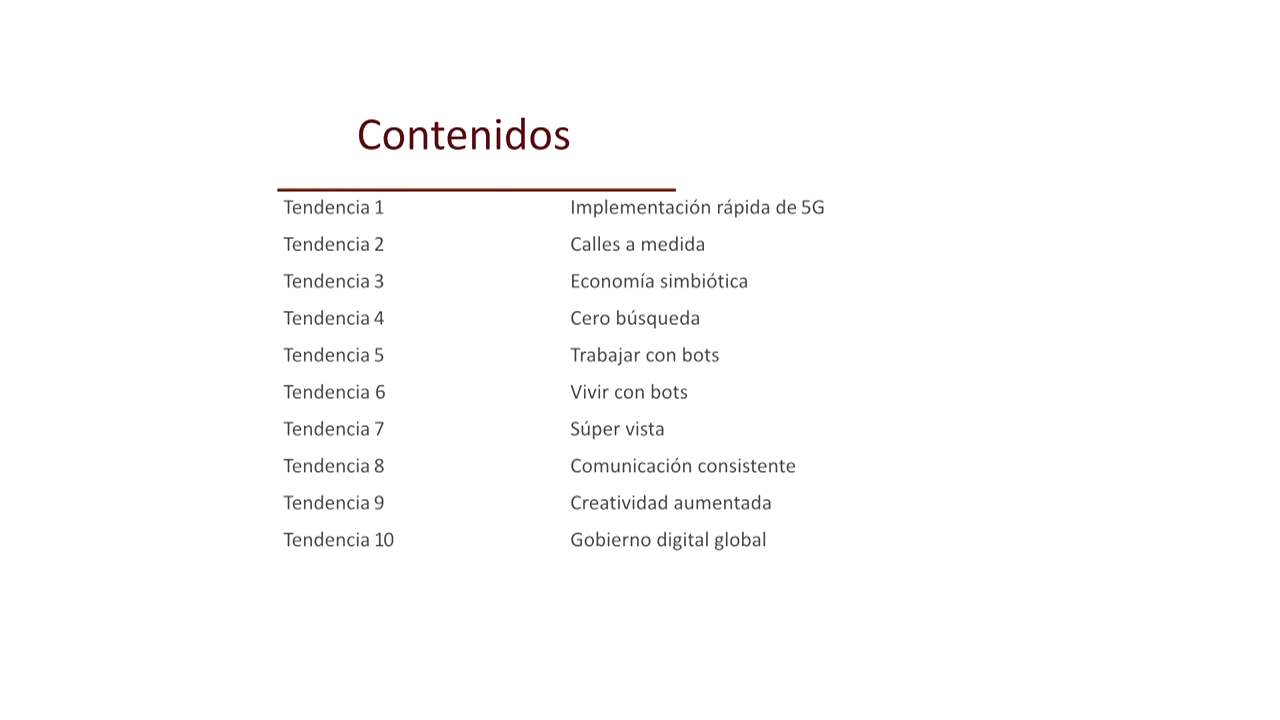 Contenidos
Tendencia 1 Implementación rápida de 5G
Tendencia 2 Calles a medida
Tendencia 3 Economía simbiótica
Tendencia 4 Cero búsqueda
Tendencia 5 Trabajar con bots
Tendencia 6 Vivir con bots
Tendencia 7 Súper vista
Tendencia 8 Comunicación consistente
Tendencia 9 Creatividad aumentada
Tendencia 10 Gobierno digital global